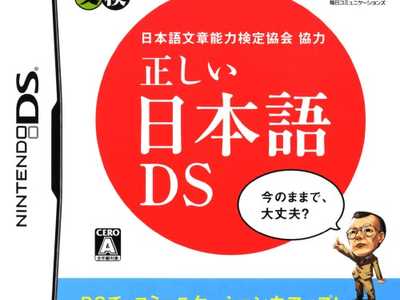 毎日コミュニケーションズ
日本語文章能力検定協会 協力
正しい
日本語
DS
今のままで、
大丈夫?
NINTENDO DS
CERO
A